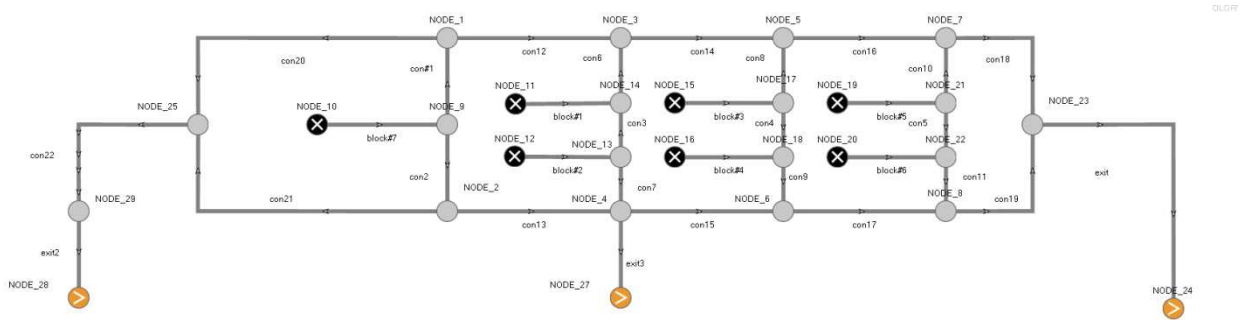 OLGA
NODE_1
NODE_3
NODE_5
NODE_7
con20
con#1
con12
con6
con14
con8
con16
con10
con18
NODE_25
NODE_10
NODE_9
NODE_11
NODE_14
NODE_15
NODE_17
NODE_19
NODE_21
NODE_23
block#7
block#1
con3
block#3
con4
block#5
con5
NODE_12
NODE_13
NODE_16
NODE_18
NODE_20
NODE_22
con22
con2
block#2
con7
block#4
con9
block#6
con11
exit
NODE_29
con21
NODE_2
con13
NODE_4
con15
NODE_6
con17
NODE_8
con19
exit2
exit3
NODE_28
NODE_27
NODE_24